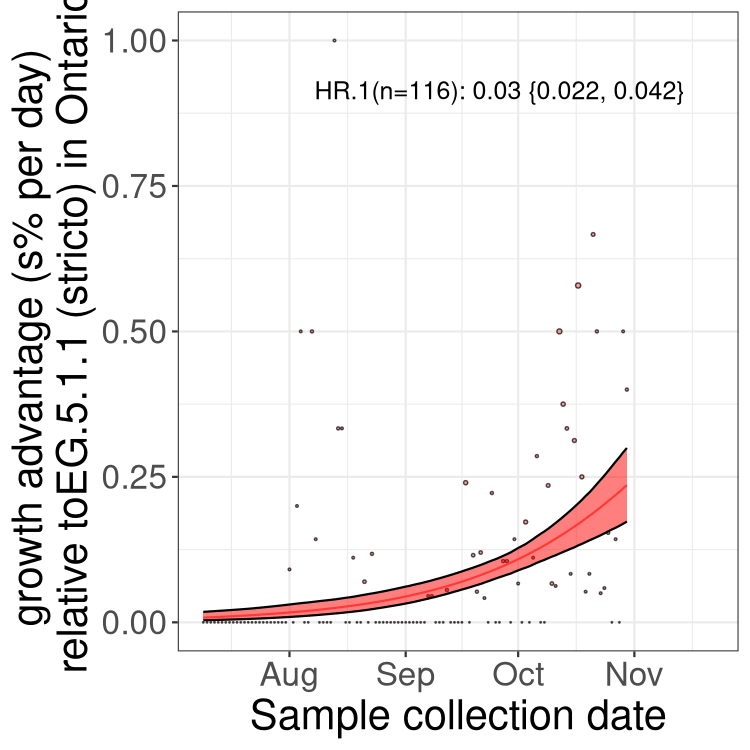 growth advantage (s% per day)
relative toEG.5.1.1 (stricto) in Ontario
1.00
0.75
0.50
0.25
0.00
HR.1(n=116): 0.03 {0.022, 0.042}
Aug Sep Oct Nov
Sample collection date